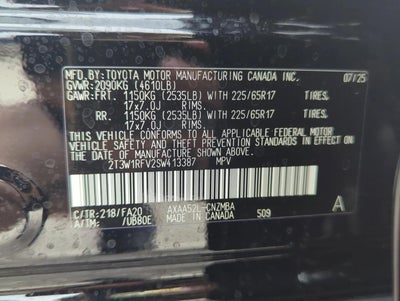 MFD.BY:TOYOTA MOTOR MANUFACTURING CANADA INC. 07/25
GVWR:2090KG (4610LB)
GAWR:FRT. 1150KG (2535LB) WITH 225/65R17 TIRES,
17x7.0J RIMS.
RR. 1150KG (2535LB) WITH 225/65R17 TIRES,
17x7.0J RIMS.
THIS VEHICLE CONFORMS TO ALL APPLICABLE FEDERAL MOTOR
VEHICLE SAFETY AND BUMPER STANDARDS IN EFFECT ON THE DATE OF
MANUFACTURE SHOWN ABOVE.
2T3W1RFV2SW413387 MPV
C/TR:218/FA20 AXAA52L-CNZMBA
A/TM: /UB80E MADE IN CANADA S09 A